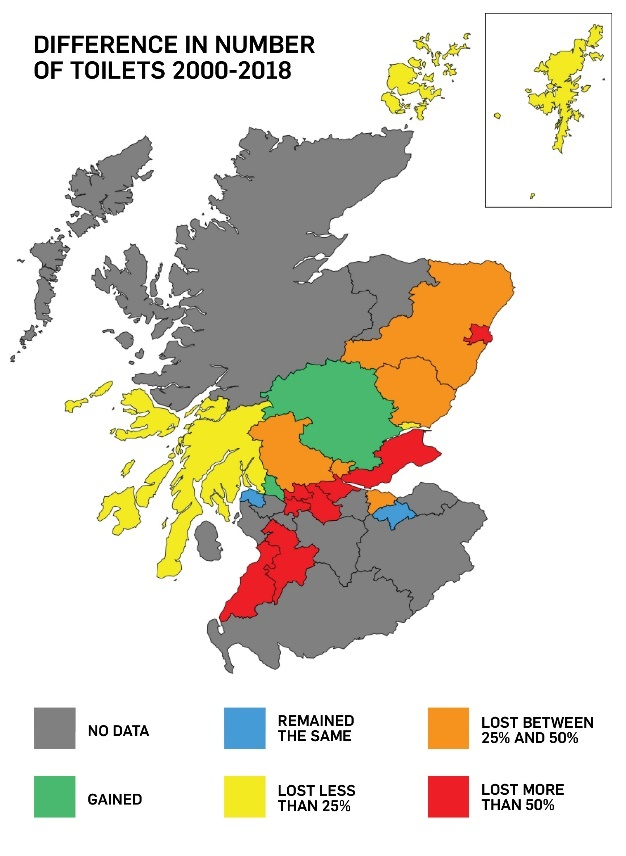 DIFFERENCE IN NUMBER
OF TOILETS 2000-2018
NO DATA
REMAINED
THE SAME
LOST BETWEEN
25% AND 50%
GAINED
LOST LESS
THAN 25%
LOST MORE
THAN 50%